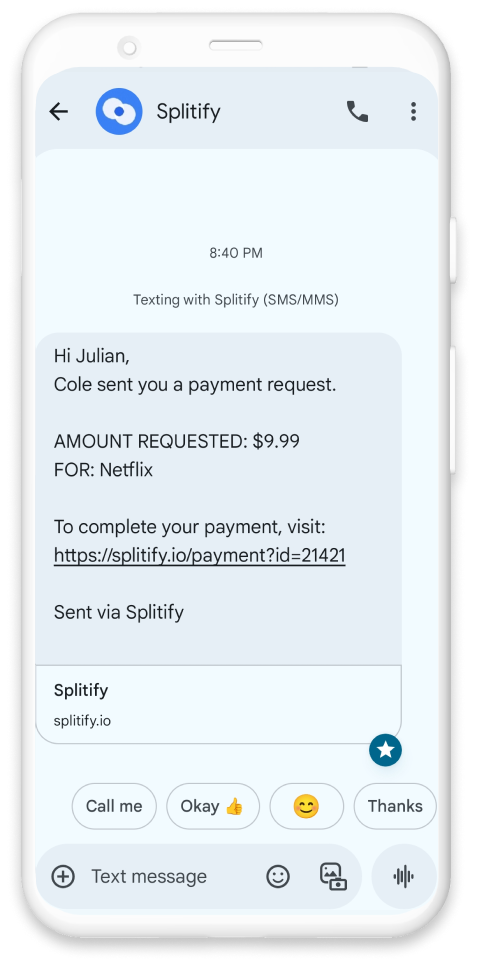 Splitify
8:40 PM
Texting with Splitify (SMS/MMS)
Hi Julian,
Cole sent you a payment request.
AMOUNT REQUESTED: $9.99
FOR: Netflix
To complete your payment, visit:
https://splitify.io/payment?id=21421
Sent via Splitify
Splitify
splitify.io
Call me
Okay 👍
😊
Thanks
Text message